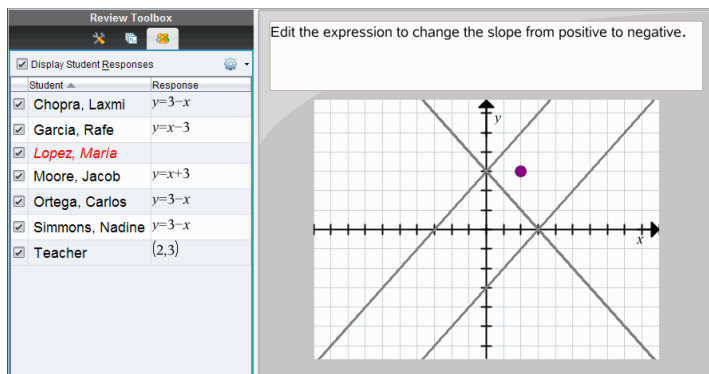 Review Toolbox
Display Student Responses
Student Response
Chopra, Laxmi y=3−x
Garcia, Rafe y=x−3
Lopez, Maria
Moore, Jacob y=x+3
Ortega, Carlos y=3−x
Simmons, Nadine y=3−x
Teacher (2,3)
Edit the expression to change the slope from positive to negative.
y
x